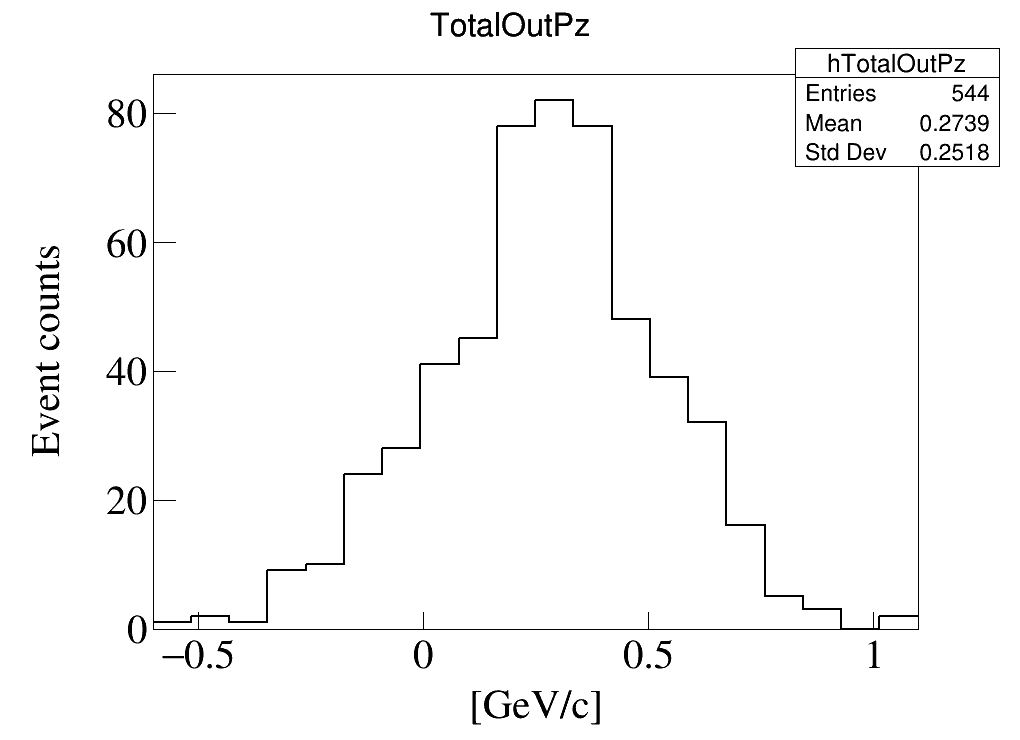 TotalOutPz
hTotalOutPz
Entries 544
Mean 0.2739
Std Dev 0.2518
80
60
40
20
0
Event counts
−0.5 0 0.5 1
[GeV/c]